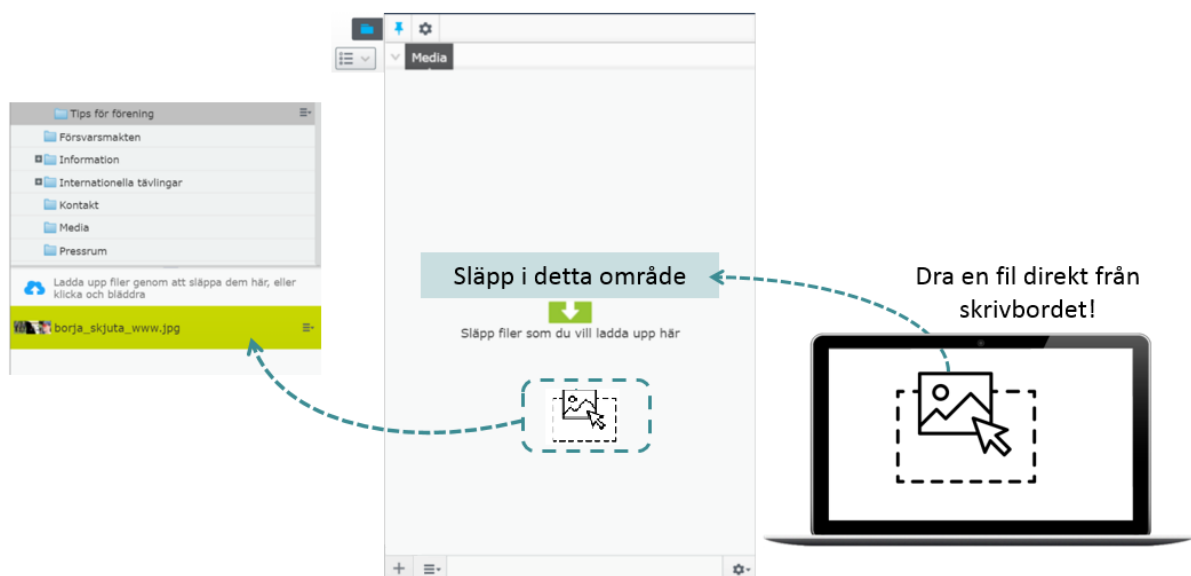 Media
Tips för förening
Försvarsmakten
Information
Internationella tävlingar
Kontakt
Media
Pressrum
Ladda upp filer genom att släppa dem här, eller
klicka och bläddra
borja_skjuta_www.jpg
Släpp i detta område
Släpp filer som du vill ladda upp här
Dra en fil direkt från
skrivbordet!